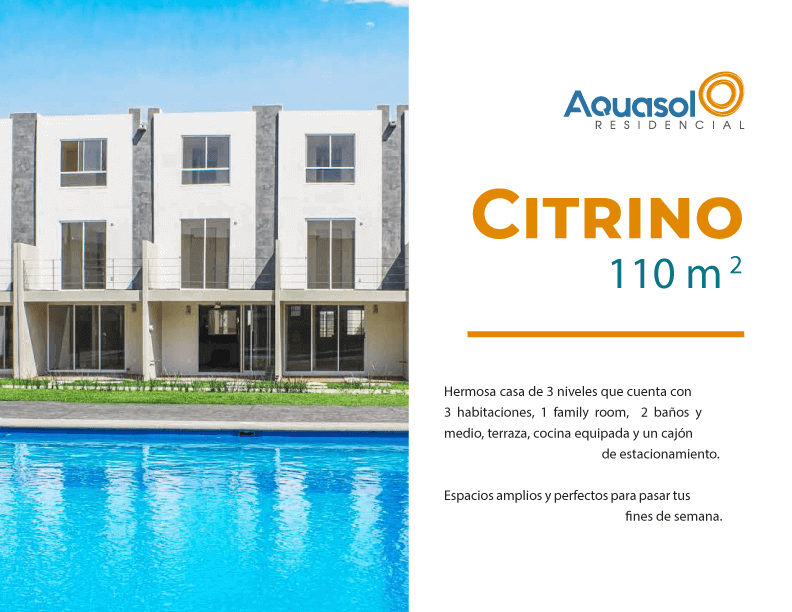 Aquasol
RESIDENCIAL
CITRINO
110 m²
Hermosa casa de 3 niveles que cuenta con
3 habitaciones, 1 family room, 2 baños y
medio, terraza, cocina equipada y un cajón
de estacionamiento.
Espacios amplios y perfectos para pasar tus
fines de semana.